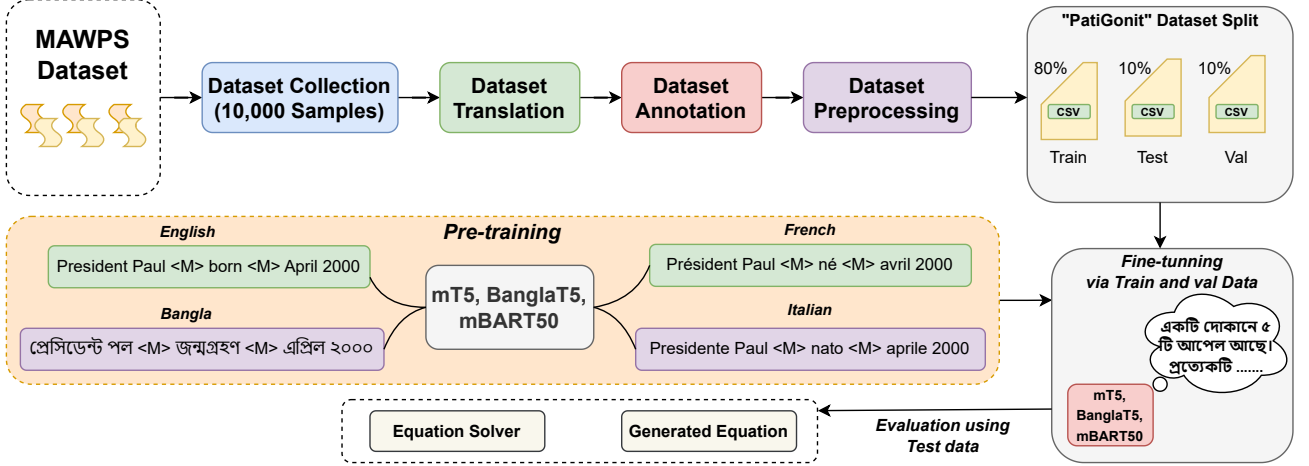 MAWPS
Dataset
Dataset Collection
(10,000 Samples)
Dataset
Translation
Dataset
Annotation
Dataset
Preprocessing
"PatiGonit" Dataset Split
80%
10%
10%
CSV
CSV
CSV
Train
Test
Val
Pre-training
English
President Paul <M> born <M> April 2000
Bangla
প্রেসিডেন্ট পল <M> জন্মগ্রহণ <M> এপ্রিল ২০০০
mT5, BanglaT5,
mBART50
French
Président Paul <M> né <M> avril 2000
Italian
Presidente Paul <M> nato <M> aprile 2000
Fine-tunning
via Train and val Data
একটি দোকানে ৫
টি আপেল আছে।
প্রত্যেকটি .......
mT5,
BanglaT5,
mBART50
Evaluation using
Test data
Equation Solver
Generated Equation